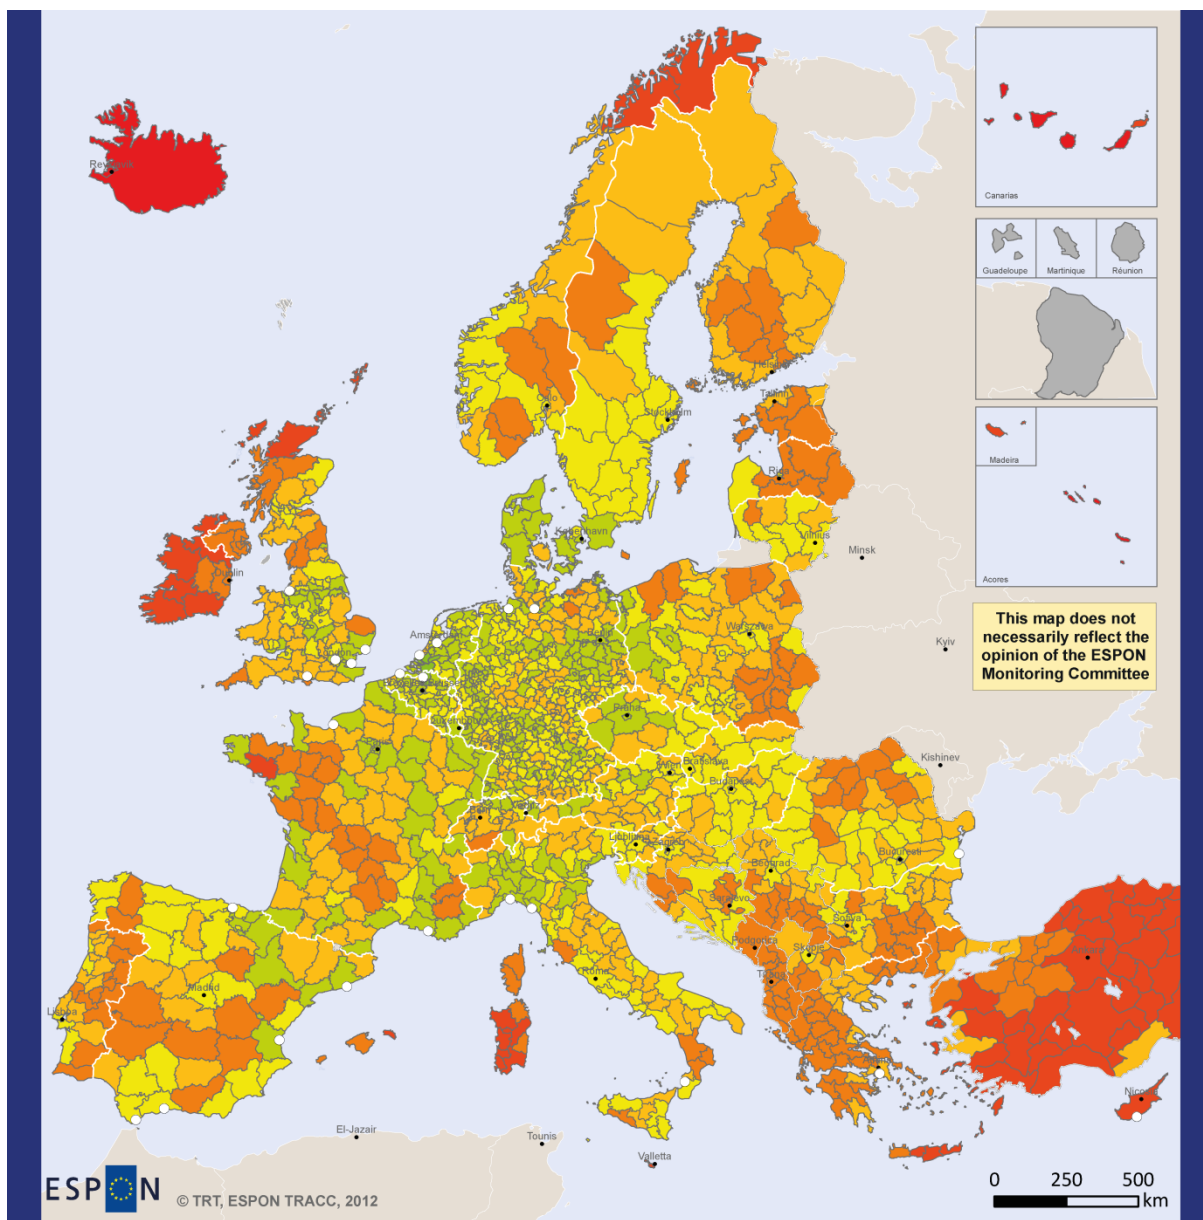 Canarias
Reykjavik
Guadeloupe
Martinique
Réunion
Helsinki
Tallinn
Oslo
Stockholm
Madeira
Riga
Acores
København
Vilnius
Minsk
Dublin
This map does not
necessarily reflect the
opinion of the ESPON
Monitoring Committee
Amsterdam
Berlin
Warszawa
London
Kyiv
Praha
Luxembourg
Paris
Kishinev
Wien
Bratislava
Budapest
Bern
Ljubljana
Zagreb
Bucuresti
Beograd
Sarajevo
Sofiya
Podgorica
Skopje
Ankara
Roma
Tirana
Madrid
Lisboa
Nicosia
El-Jazair
Tounis
Valletta
ESPON
© TRT, ESPON TRACC, 2012
0 250 500
km